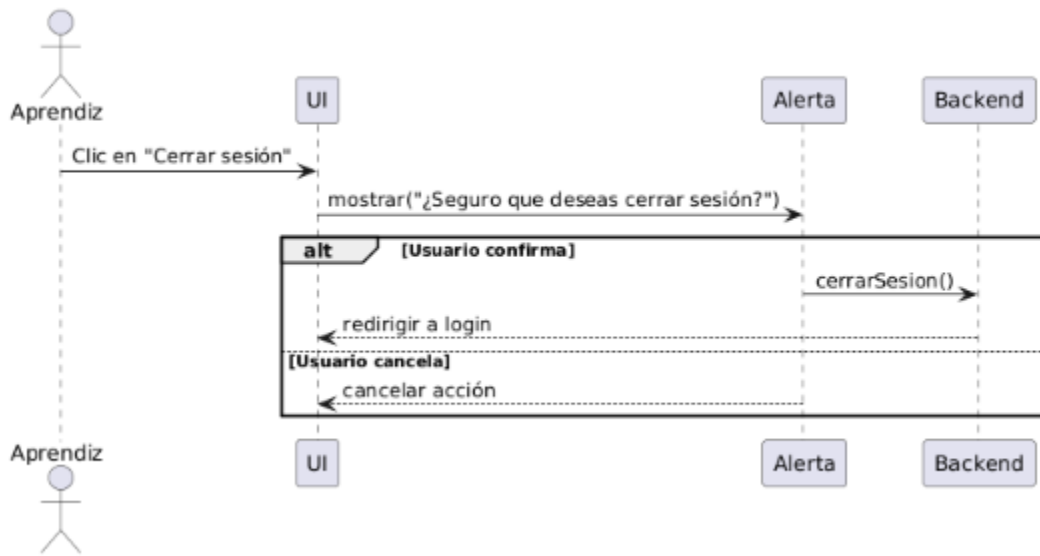 Aprendiz
UI
Alerta
Backend
Clic en "Cerrar sesión"
mostrar("¿Seguro que deseas cerrar sesión?")
alt [Usuario confirma]
cerrarSesion()
redirigir a login
[Usuario cancela]
cancelar acción
Aprendiz
UI
Alerta
Backend